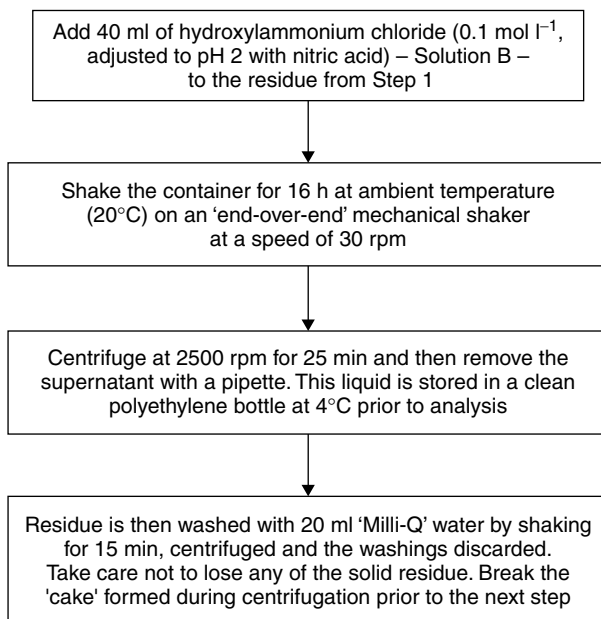 Add 40 ml of hydroxylammonium chloride (0.1 mol l⁻¹,
adjusted to pH 2 with nitric acid) – Solution B –
to the residue from Step 1
Shake the container for 16 h at ambient temperature
(20°C) on an ‘end-over-end’ mechanical shaker
at a speed of 30 rpm
Centrifuge at 2500 rpm for 25 min and then remove the
supernatant with a pipette. This liquid is stored in a clean
polyethylene bottle at 4°C prior to analysis
Residue is then washed with 20 ml ‘Milli-Q’ water by shaking
for 15 min, centrifuged and the washings discarded.
Take care not to lose any of the solid residue. Break the
'cake' formed during centrifugation prior to the next step